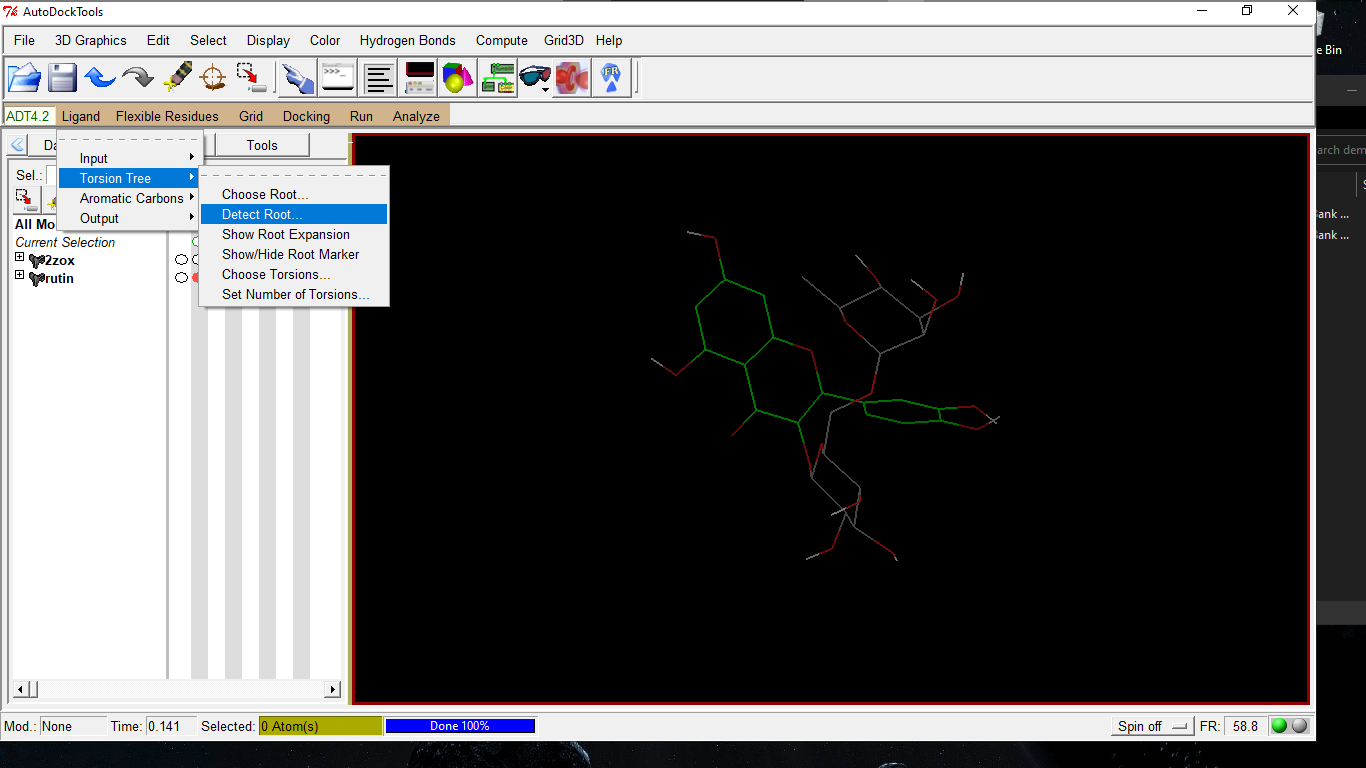 AutoDockTools
File 3D Graphics Edit Select Display Color Hydrogen Bonds Compute Grid3D Help
e Bin
>>>_
IFR
ADT4.2 Ligand Flexible Residues Grid Docking Run Analyze
Da Tools
arch dem
Input
Sel.:
Torsion Tree
Aromatic Carbons
Output
Choose Root...
Detect Root...
Show Root Expansion
Show/Hide Root Marker
Choose Torsions...
Set Number of Torsions...
All Mo
Current Selection
2zox
rutin
S
ank ...
ank ...
Mod.: None Time: 0.141 Selected: 0 Atom(s) Done 100% Spin off FR: 58.8